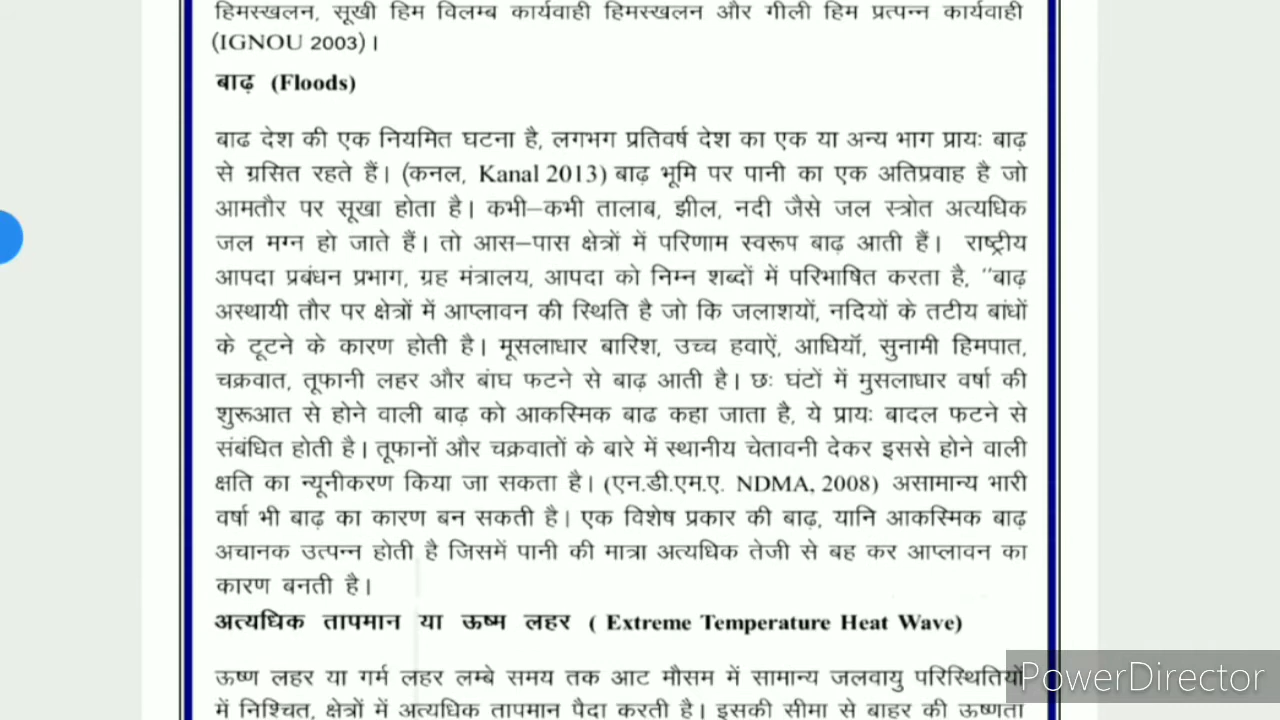 हिमस्खलन, सूखी हिम विलम्ब कार्यवाही हिमस्खलन और गीली हिम प्रत्पन्न कार्यवाही
(IGNOU 2003)।
बाढ़ (Floods)
बाढ देश की एक नियमित घटना है, लगभग प्रतिवर्ष देश का एक या अन्य भाग प्रायः बाढ़
से ग्रसित रहते हैं। (कनल, Kanal 2013) बाढ़ भूमि पर पानी का एक अतिप्रवाह है जो
आमतौर पर सूखा होता है। कभी–कभी तालाब, झील, नदी जैसे जल स्त्रोत अत्यधिक
जल मग्न हो जाते हैं। तो आस–पास क्षेत्रों में परिणाम स्वरूप बाढ़ आती हैं। राष्ट्रीय
आपदा प्रबंधन प्रभाग, ग्रह मंत्रालय, आपदा को निम्न शब्दों में परिभाषित करता है, ''बाढ़
अस्थायी तौर पर क्षेत्रों में आप्लावन की स्थिति है जो कि जलाशयों, नदियों के तटीय बांधों
के टूटने के कारण होती है। मूसलाधार बारिश, उच्च हवाऐं, आधियॉ, सुनामी हिमपात,
चक्रवात, तूफानी लहर और बांघ फटने से बाढ़ आती है। छः घंटों में मुसलाधार वर्षा की
शुरूआत से होने वाली बाढ़ को आकस्मिक बाढ कहा जाता है, ये प्रायः बादल फटने से
संबंधित होती है। तूफानों और चक्रवातों के बारे में स्थानीय चेतावनी देकर इससे होने वाली
क्षति का न्यूनीकरण किया जा सकता है। (एन.डी.एम.ए. NDMA, 2008) असामान्य भारी
वर्षा भी बाढ़ का कारण बन सकती है। एक विशेष प्रकार की बाढ़, यानि आकस्मिक बाढ़
अचानक उत्पन्न होती है जिसमें पानी की मात्रा अत्यधिक तेजी से बह कर आप्लावन का
कारण बनती है।
अत्यधिक तापमान या ऊष्म लहर ( Extreme Temperature Heat Wave)
ऊष्ण लहर या गर्म लहर लम्बे समय तक आट मौसम में सामान्य जलवायु परिस्थितियों
में निश्चित, क्षेत्रों में अत्यधिक तापमान पैदा करती है। इसकी सीमा से बाहर की ऊष्णता
PowerDirector